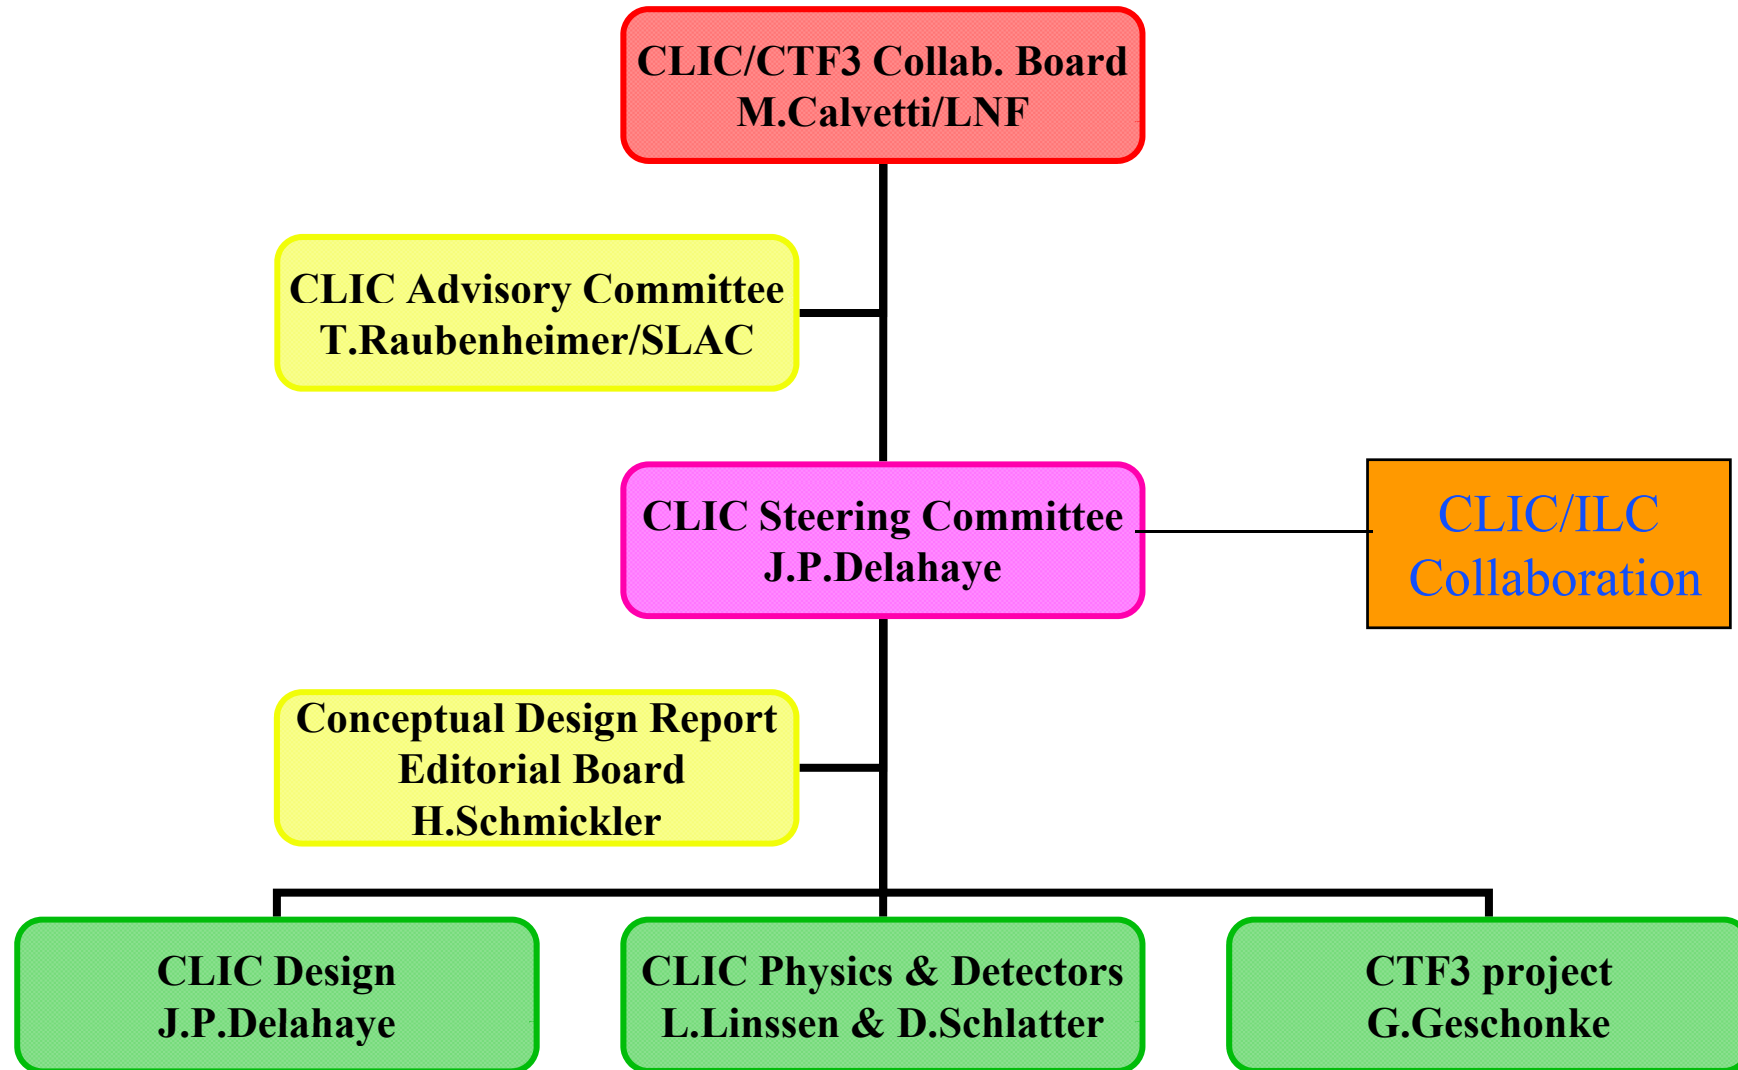 CLIC/CTF3 Collab. Board
M.Calvetti/LNF
CLIC Advisory Committee
T.Raubenheimer/SLAC
CLIC Steering Committee
J.P.Delahaye
CLIC/ILC
Collaboration
Conceptual Design Report
Editorial Board
H.Schmickler
CLIC Design
J.P.Delahaye
CLIC Physics & Detectors
L.Linssen & D.Schlatter
CTF3 project
G.Geschonke